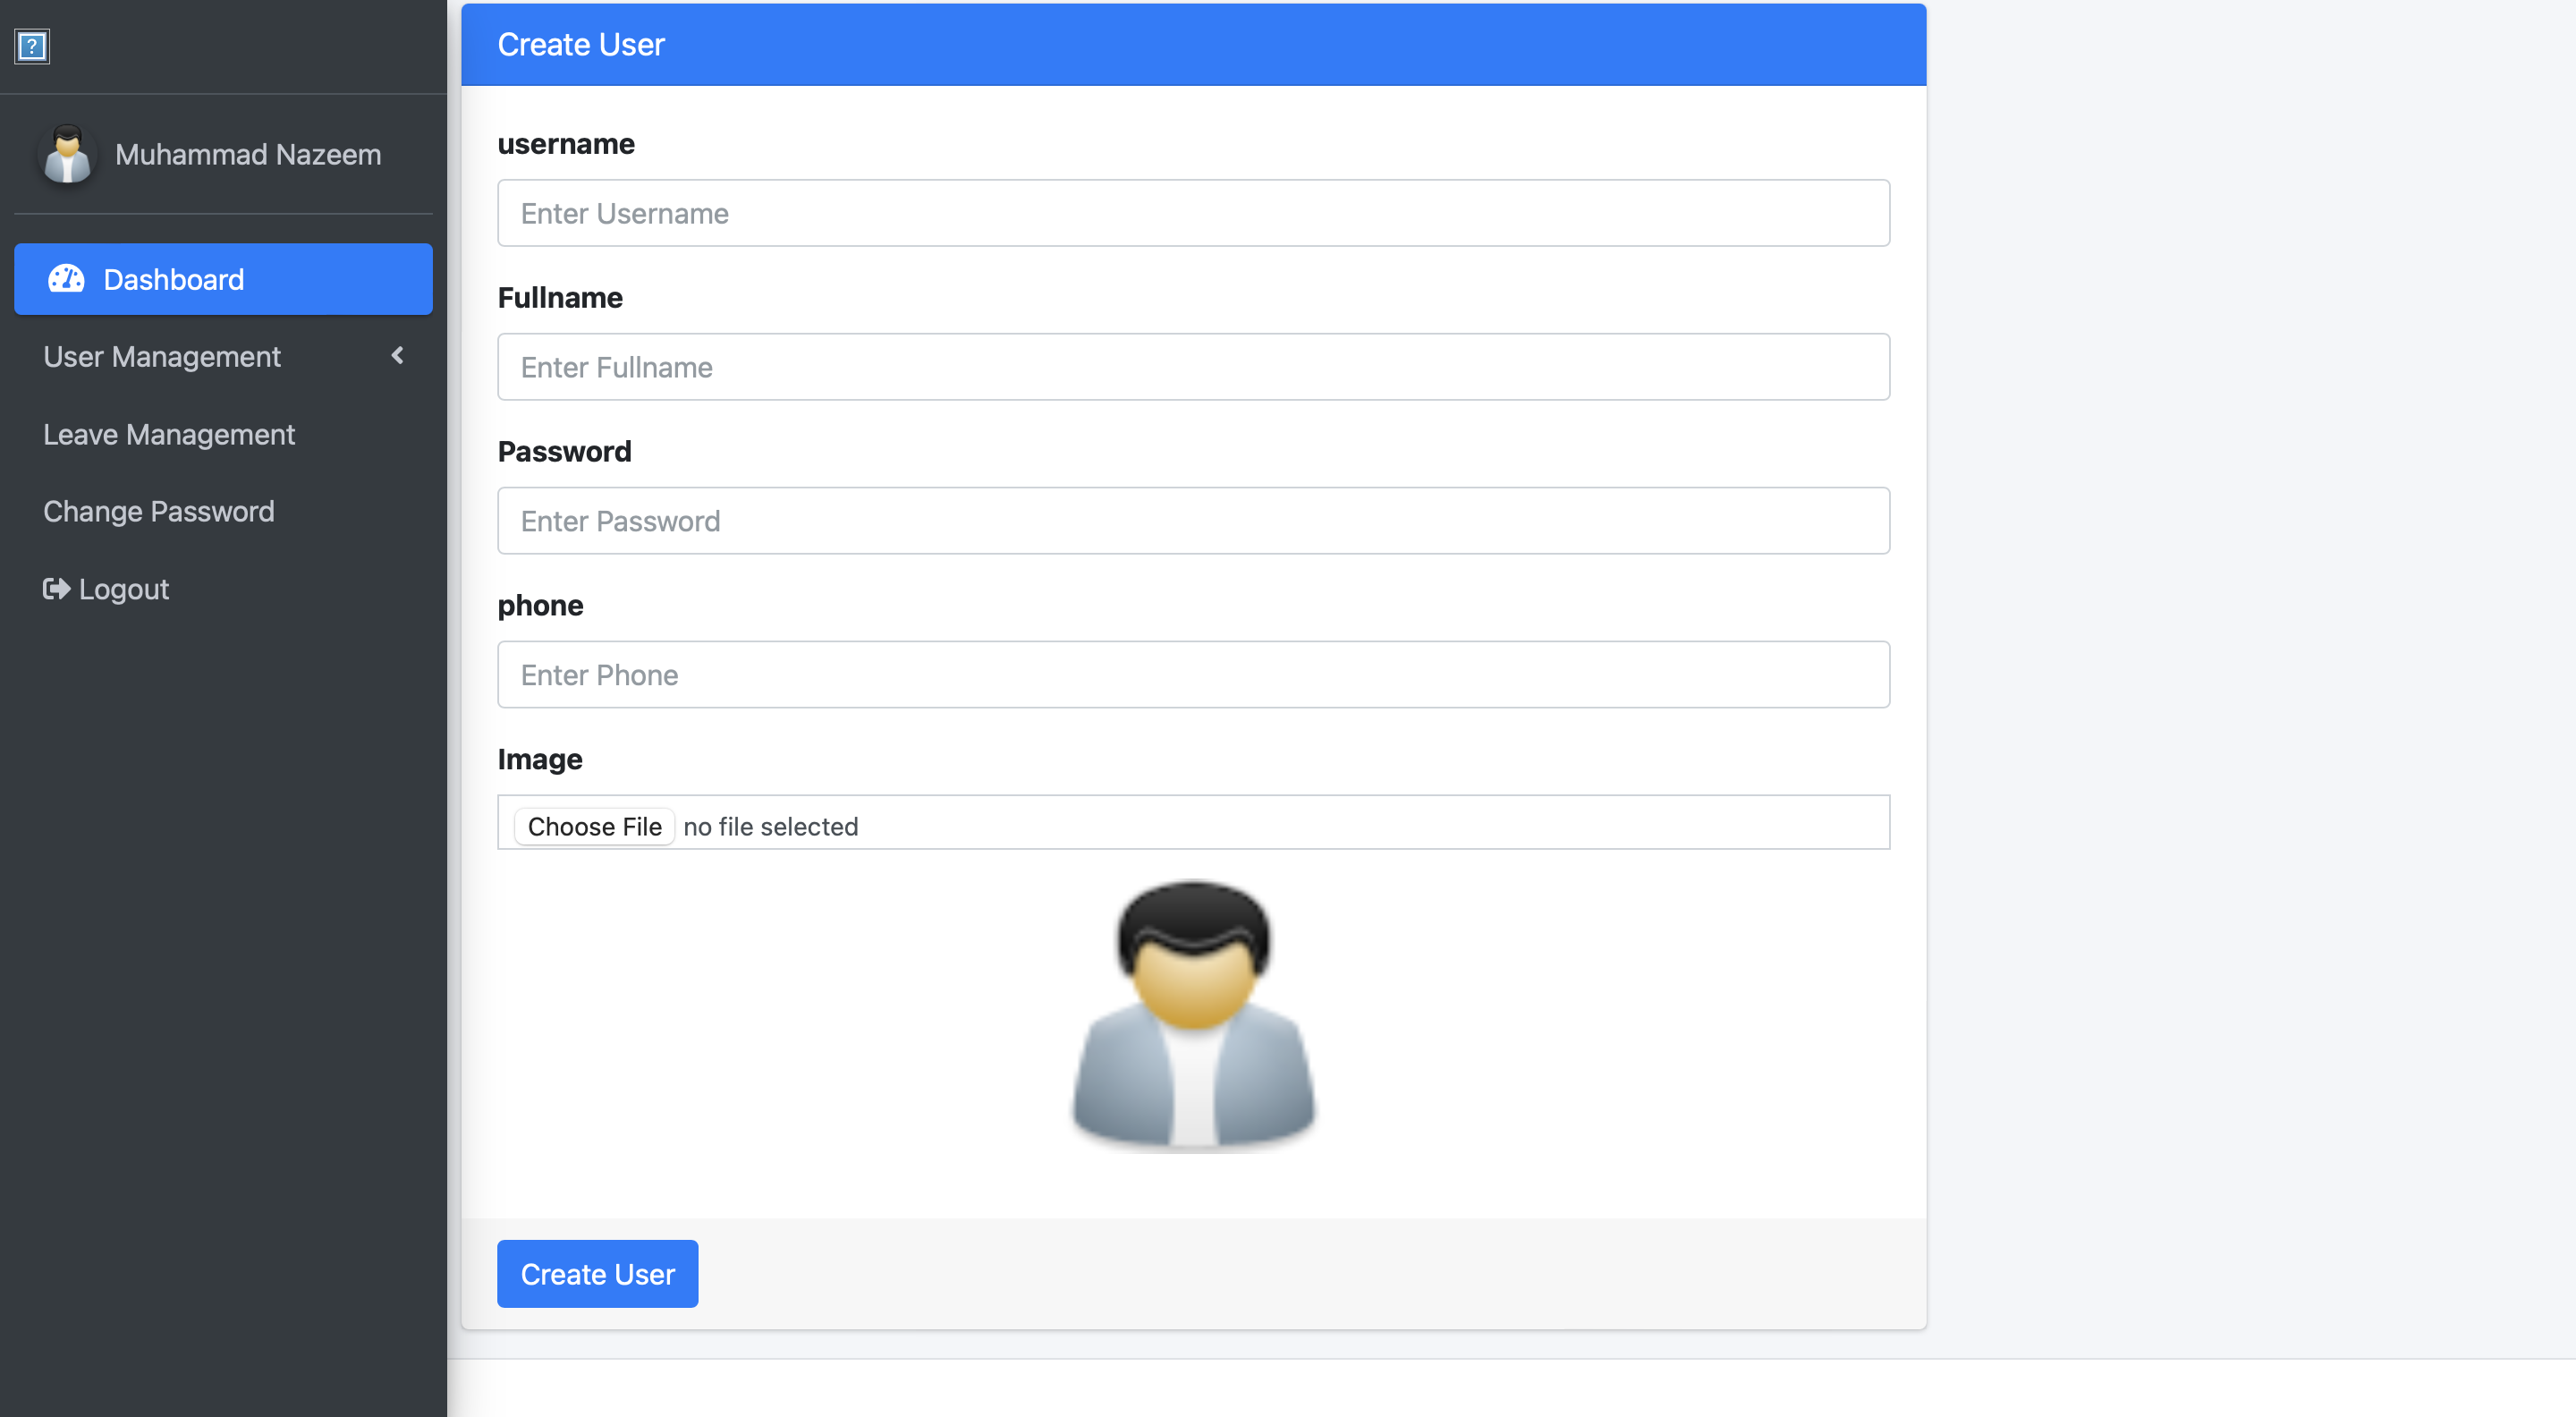 ?
Muhammad Nazeem
Dashboard
User Management
Leave Management
Change Password
Logout
Create User
username
Enter Username
Fullname
Enter Fullname
Password
Enter Password
phone
Enter Phone
Image
Choose File no file selected
Create User